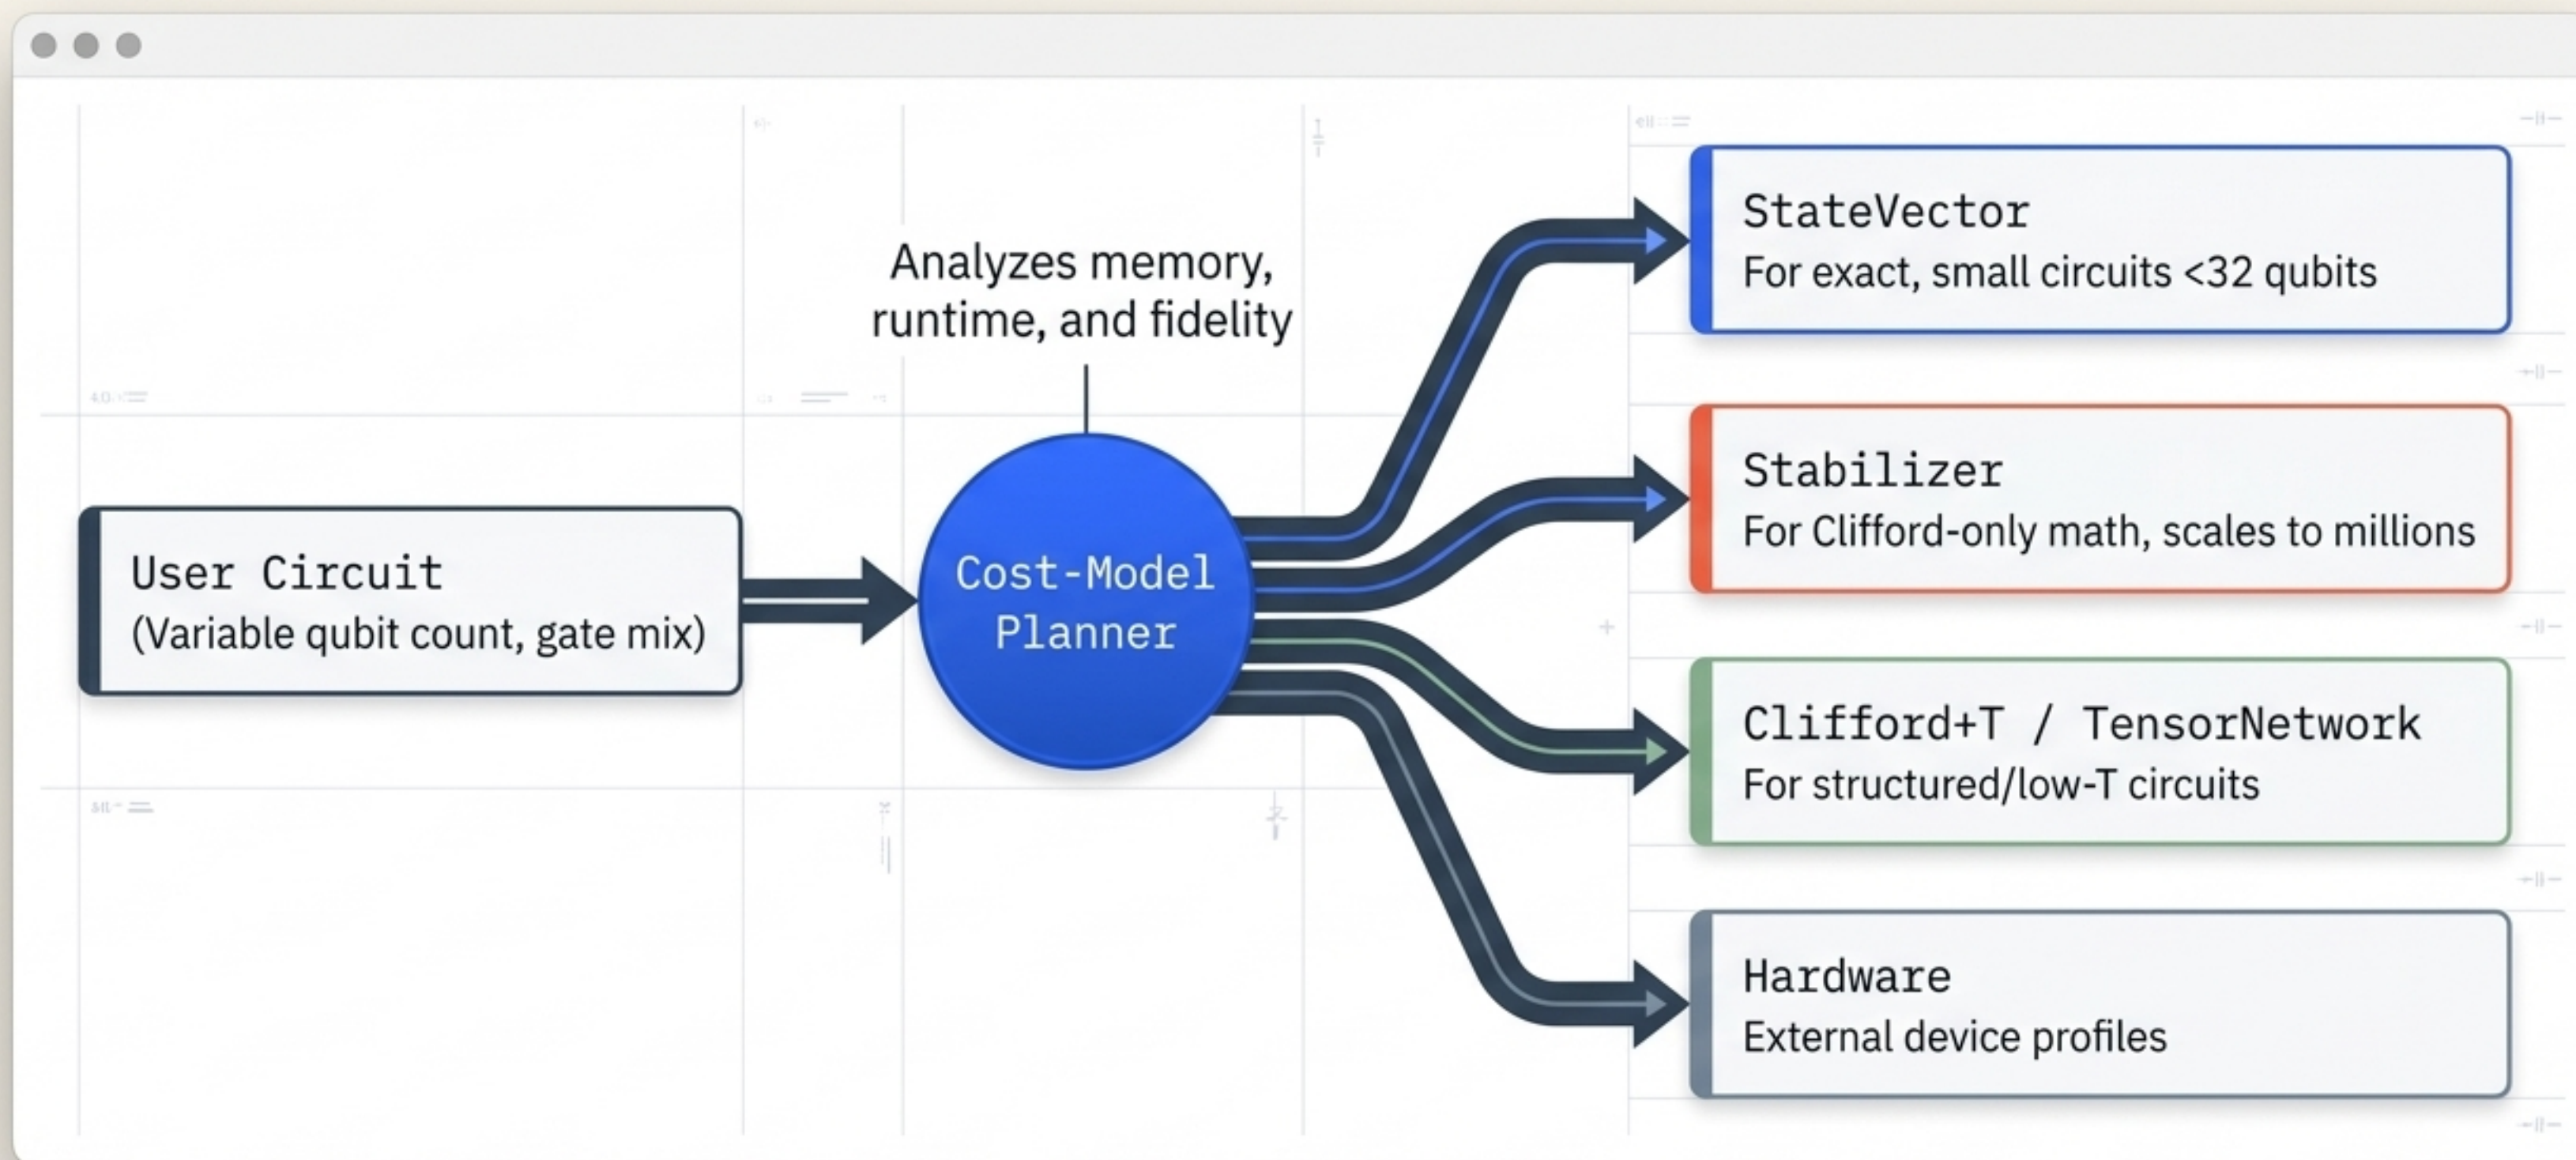 Analyzes memory,
runtime, and fidelity
User Circuit
(Variable qubit count, gate mix)
Cost-Model
Planner
StateVector
For exact, small circuits <32 qubits
Stabilizer
For Clifford-only math, scales to millions
Clifford+T / TensorNetwork
For structured/low-T circuits
Hardware
External device profiles